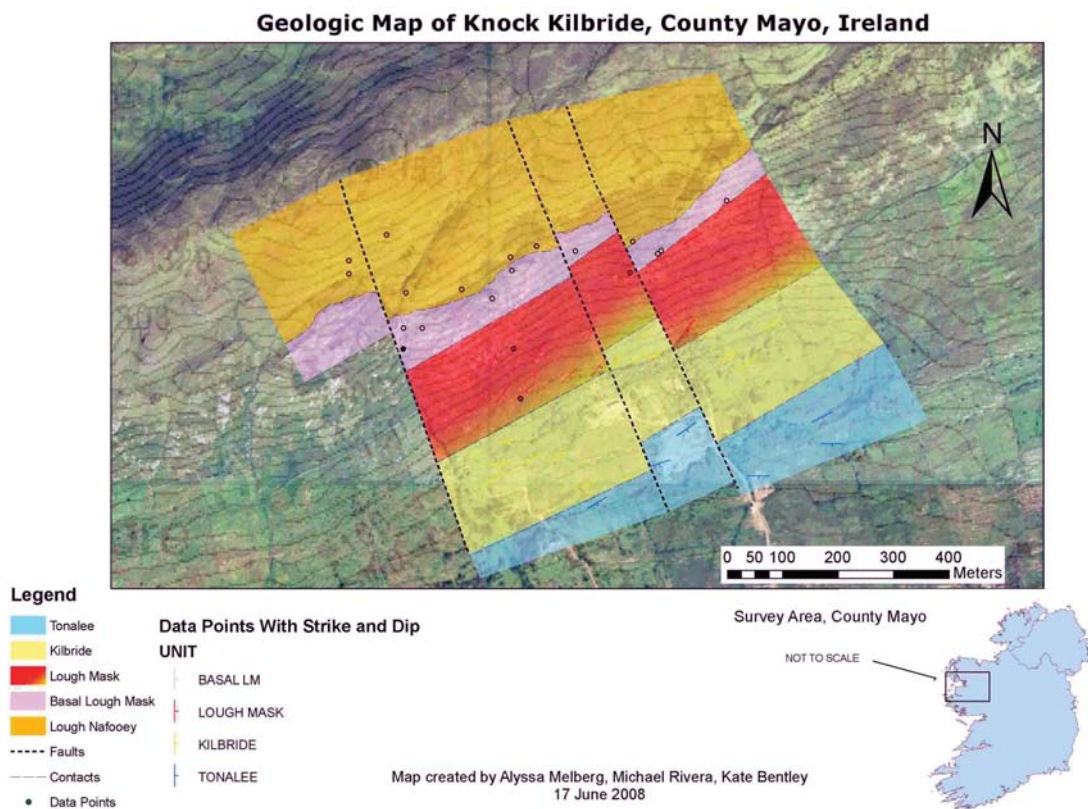 Geologic Map of Knock Kilbride, County Mayo, Ireland
N
0 50 100 200 300 400
Meters
Legend
Tonalee
Kilbride
Lough Mask
Basal Lough Mask
Lough Nafooey
Faults
Contacts
Data Points
Data Points With Strike and Dip
UNIT
BASAL LM
LOUGH MASK
KILBRIDE
TONALEE
Survey Area, County Mayo
NOT TO SCALE
Map created by Alyssa Melberg, Michael Rivera, Kate Bentley
17 June 2008